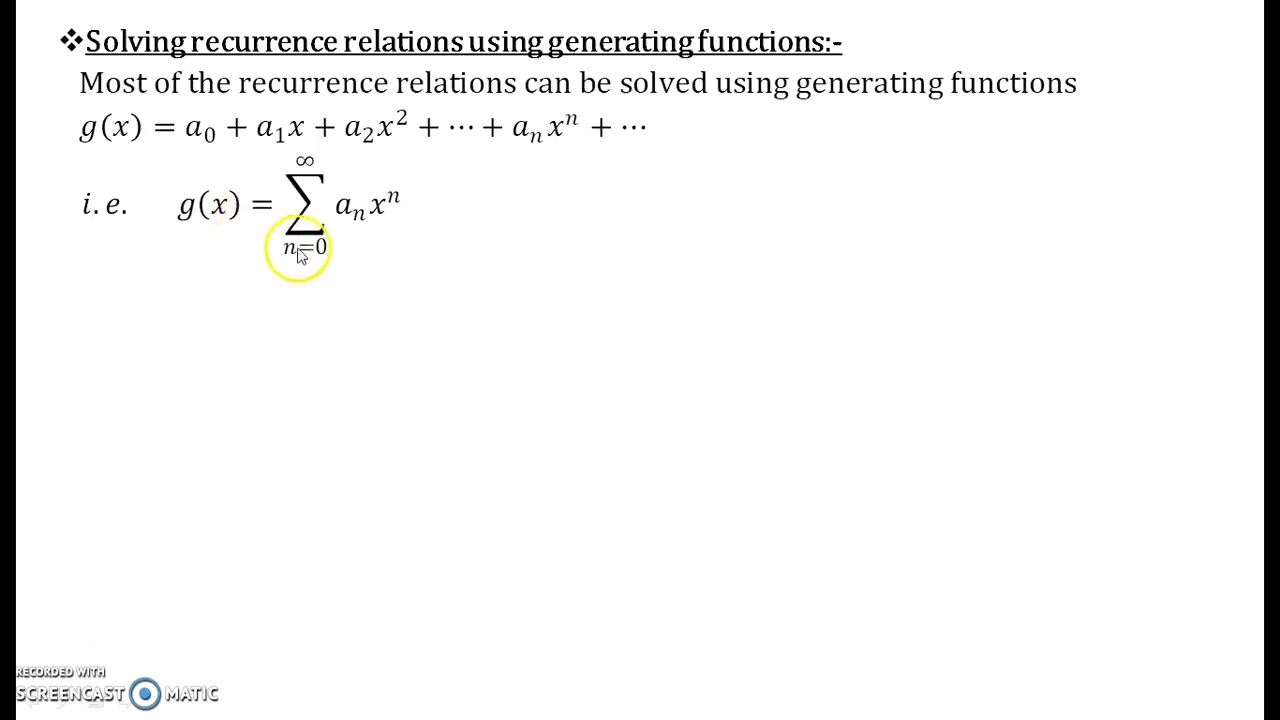 ❖Solving recurrence relations using generating functions:-
Most of the recurrence relations can be solved using generating functions
g(x) = a₀ + a₁x + a₂x² + ⋯ + aₙxⁿ + ⋯
i.e. g(x) = ∑_{n=0}^{∞} aₙxⁿ
RECORDED WITH
SCREENCAST MATIC